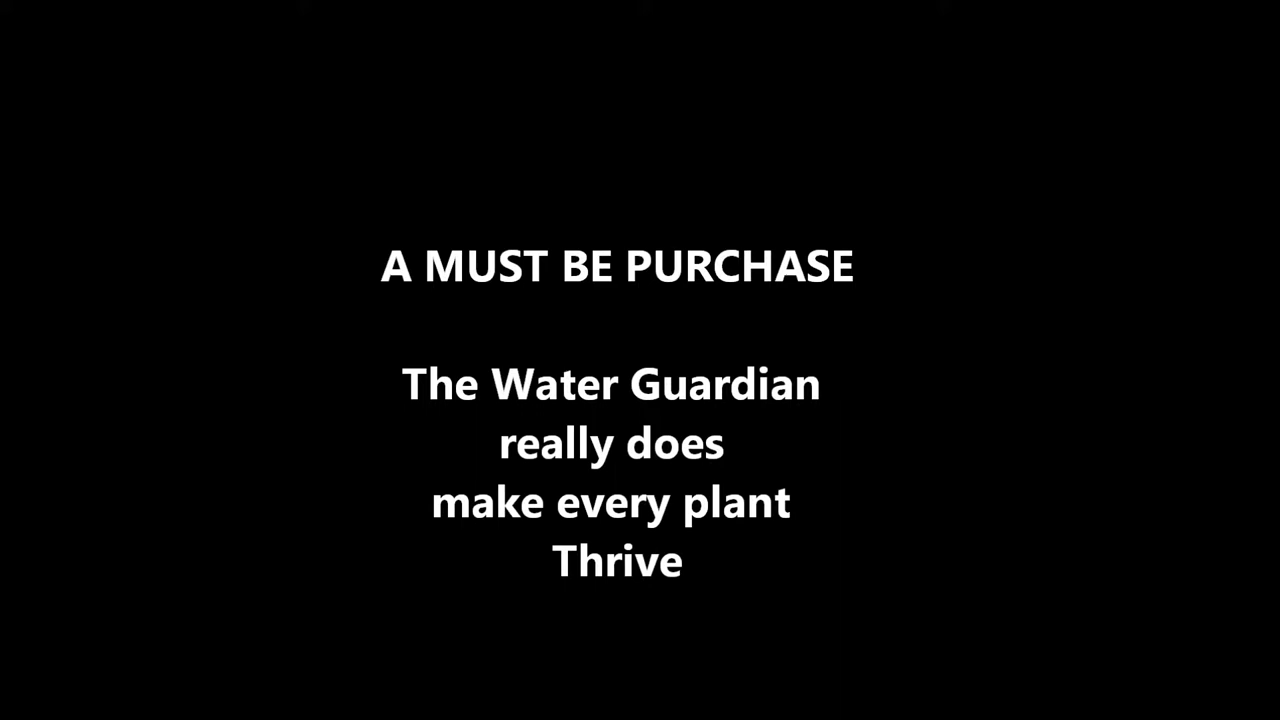 A MUST BE PURCHASE
The Water Guardian
really does
make every plant
Thrive